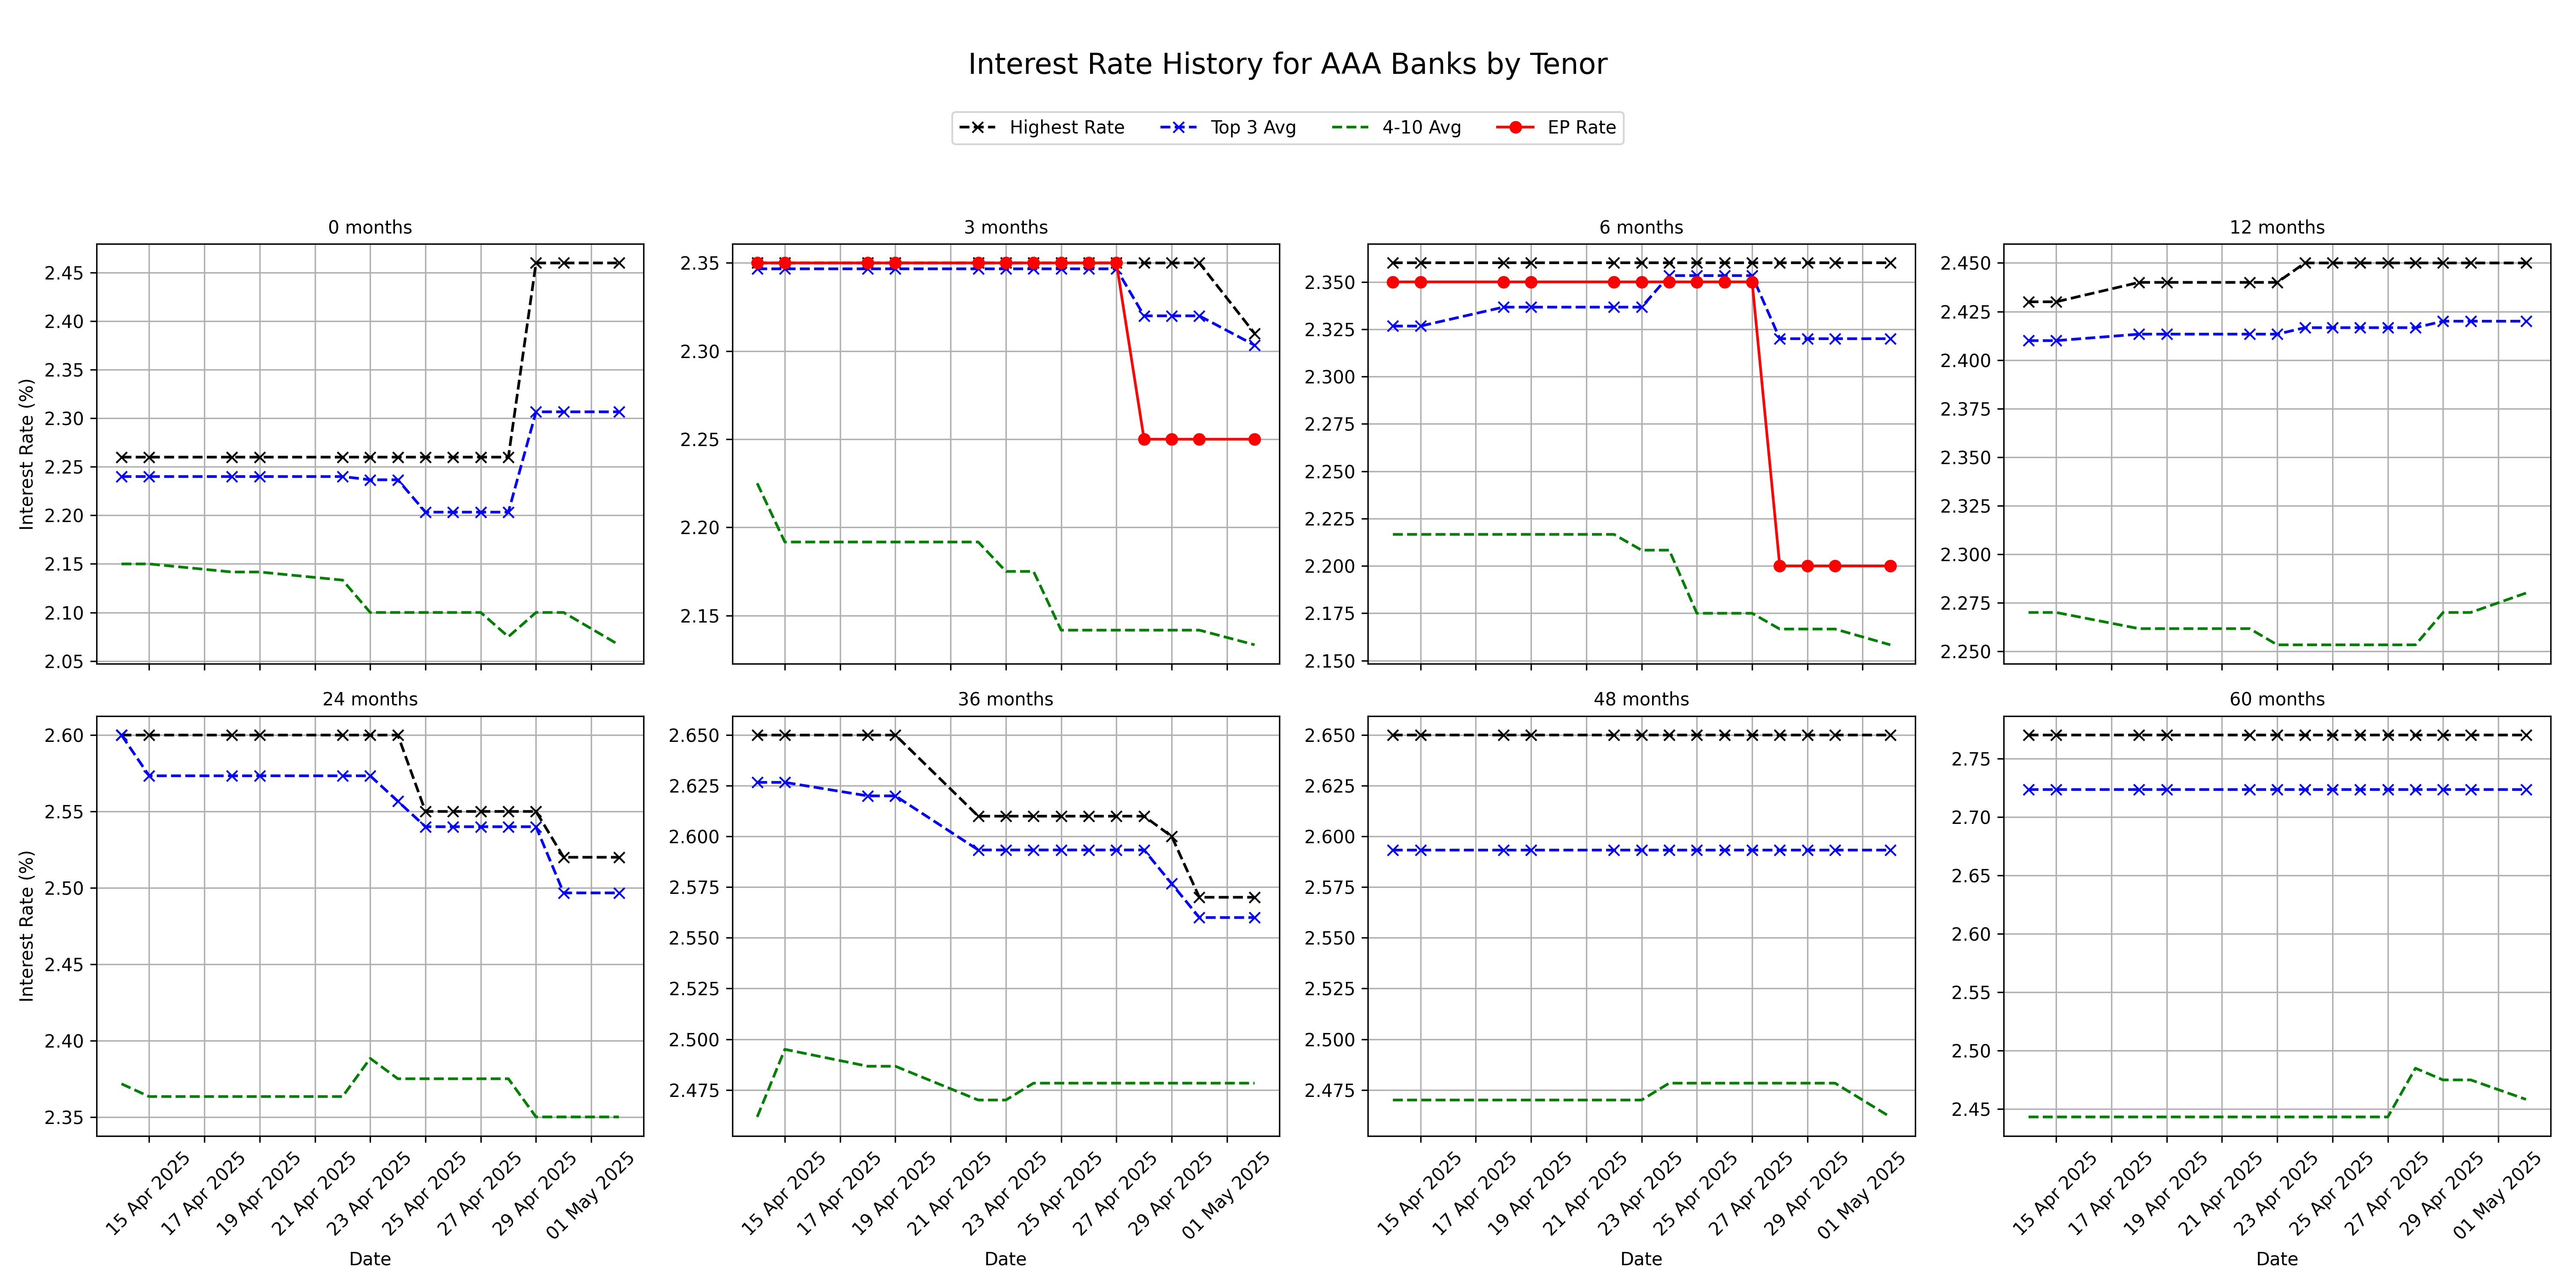 Interest Rate History for AAA Banks by Tenor
Highest Rate Top 3 Avg 4-10 Avg EP Rate
0 months
Interest Rate (%)
2.45
2.40
2.35
2.30
2.25
2.20
2.15
2.10
2.05
3 months
2.35
2.30
2.25
2.20
2.15
6 months
2.350
2.325
2.300
2.275
2.250
2.225
2.200
2.175
2.150
12 months
2.450
2.425
2.400
2.375
2.350
2.325
2.300
2.275
2.250
24 months
Interest Rate (%)
2.60
2.55
2.50
2.45
2.40
2.35
15 Apr 2025
17 Apr 2025
19 Apr 2025
21 Apr 2025
23 Apr 2025
25 Apr 2025
27 Apr 2025
29 Apr 2025
01 May 2025
Date
36 months
2.650
2.625
2.600
2.575
2.550
2.525
2.500
2.475
15 Apr 2025
17 Apr 2025
19 Apr 2025
21 Apr 2025
23 Apr 2025
25 Apr 2025
27 Apr 2025
29 Apr 2025
01 May 2025
Date
48 months
2.650
2.625
2.600
2.575
2.550
2.525
2.500
2.475
15 Apr 2025
17 Apr 2025
19 Apr 2025
21 Apr 2025
23 Apr 2025
25 Apr 2025
27 Apr 2025
29 Apr 2025
01 May 2025
Date
60 months
2.75
2.70
2.65
2.60
2.55
2.50
2.45
15 Apr 2025
17 Apr 2025
19 Apr 2025
21 Apr 2025
23 Apr 2025
25 Apr 2025
27 Apr 2025
29 Apr 2025
01 May 2025
Date